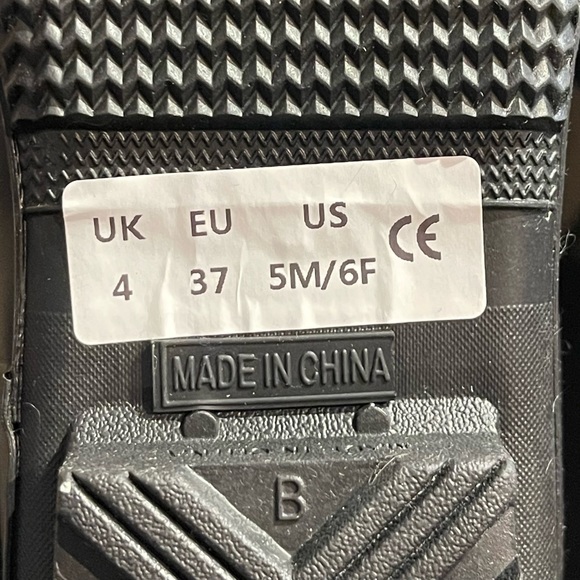 UK EU US CE
4 37 5M/6F
MADE IN CHINA
B